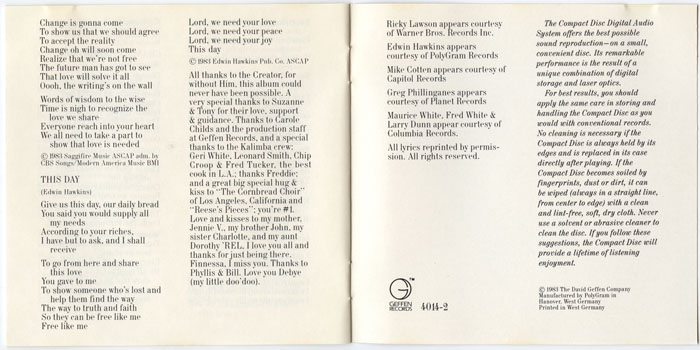 Change is gonna come
To show us that we should agree
To accept the reality
Change oh will soon come
Realize that we're not free
The future man has got to see
That love will solve it all
Oooh, the writing's on the wall
Words of wisdom to the wise
Time is nigh to recognize the
love we share
Everyone reach into your heart
We all need to take a part to
show that love is needed
© 1983 Saggifire Music ASCAP adm. by
CBS Songs/Modern America Music BMI
THIS DAY
(Edwin Hawkins)
Give us this day, our daily bread
You said you would supply all
my needs
According to your riches,
I have but to ask, and I shall
receive
To go from here and share
this love
You gave to me
To show someone who's lost and
help them find the way
The way to truth and faith
So they can be free like me
Free like me
Lord, we need your love
Lord, we need your peace
Lord, we need your joy
This day
© 1983 Edwin Hawkins Pub. Co. ASCAP
All thanks to the Creator, for
without Him, this album could
never have been possible. A
very special thanks to Suzanne
& Tony for their love, support
& guidance. Thanks to Carole
Childs and the production staff
at Geffen Records, and a special
thanks to the Kalimba crew:
Geri White, Leonard Smith, Chip
Croop & Fred Tucker, the best
cook in L.A.; thanks Freddie;
and a great big special hug &
kiss to "The Cornbread Choir"
of Los Angeles, California and
"Reese's Pieces"; you're #1.
Love and kisses to my mother,
Jennie V., my brother John, my
sister Charlotte, and my aunt
Dorothy 'REL, I love you all and
thanks for just being there.
Finnessa, I miss you. Thanks to
Phyllis & Bill. Love you Debye
(my little doo'doo).
Ricky Lawson appears courtesy
of Warner Bros. Records Inc.
Edwin Hawkins appears
courtesy of PolyGram Records
Mike Cotten appears courtesy of
Capitol Records
Greg Phillinganes appears
courtesy of Planet Records
Maurice White, Fred White &
Larry Dunn appear courtesy of
Columbia Records.
All lyrics reprinted by permis-
sion. All rights reserved.
GEFFEN
RECORDS
4014-2
The Compact Disc Digital Audio
System offers the best possible
sound reproduction—on a small,
convenient disc. Its remarkable
performance is the result of a
unique combination of digital
storage and laser optics.
For best results, you should
apply the same care in storing and
handling the Compact Disc as you
would with conventional records.
No cleaning is necessary if the
Compact Disc is always held by its
edges and is replaced in its case
directly after playing. If the
Compact Disc becomes soiled by
fingerprints, dust or dirt, it can
be wiped (always in a straight line,
from center to edge) with a clean
and lint-free, soft, dry cloth. Never
use a solvent or abrasive cleaner to
clean the disc. If you follow these
suggestions, the Compact Disc will
provide a lifetime of listening
enjoyment.
© 1983 The David Geffen Company
Manufactured by PolyGram in
Hanover, West Germany
Printed in West Germany